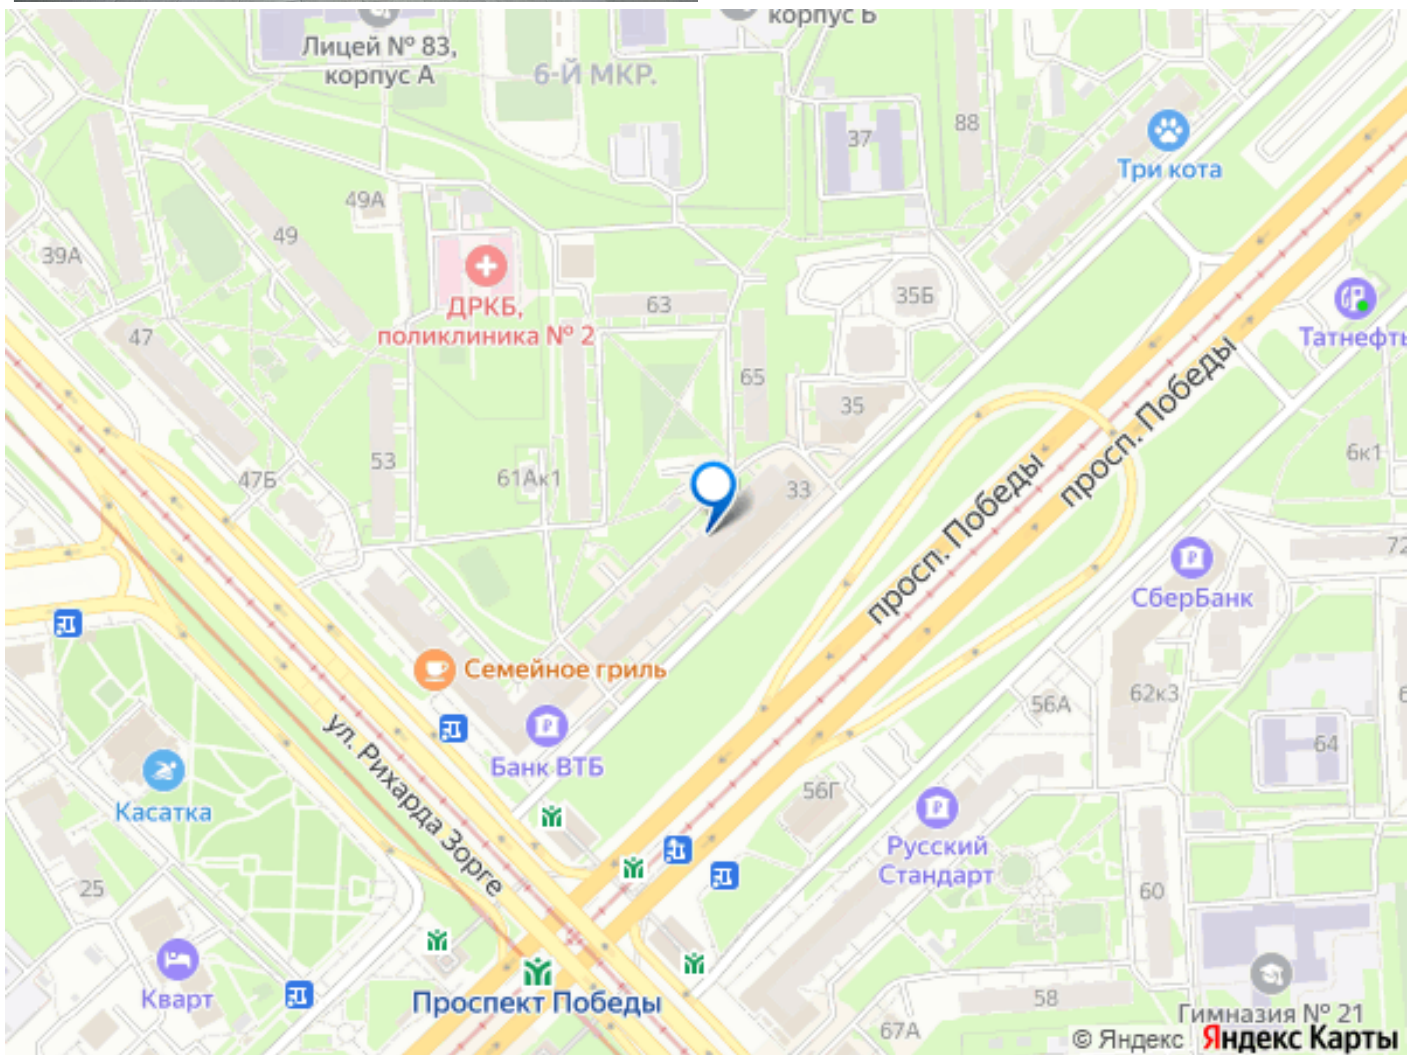 корпус Б
Лицей № 83,
корпус А
6-Й МКР.
37
88
Три кота
49А
49
39А
ДРКБ,
поликлиника № 2
63
35Б
Татнефть
47
65
35
просп. Победы
53
47Б
61Ак1
33
6к1
просп. Победы
72
СберБанк
Семейное гриль
62к3
56А
64
6
Банк ВТБ
ул. Рихарда Зорге
Касатка
56Г
Русский
Стандарт
25
60
Кварт
Проспект Победы
58
67А
Гимназия № 21
© Яндекс Яндекс Карты